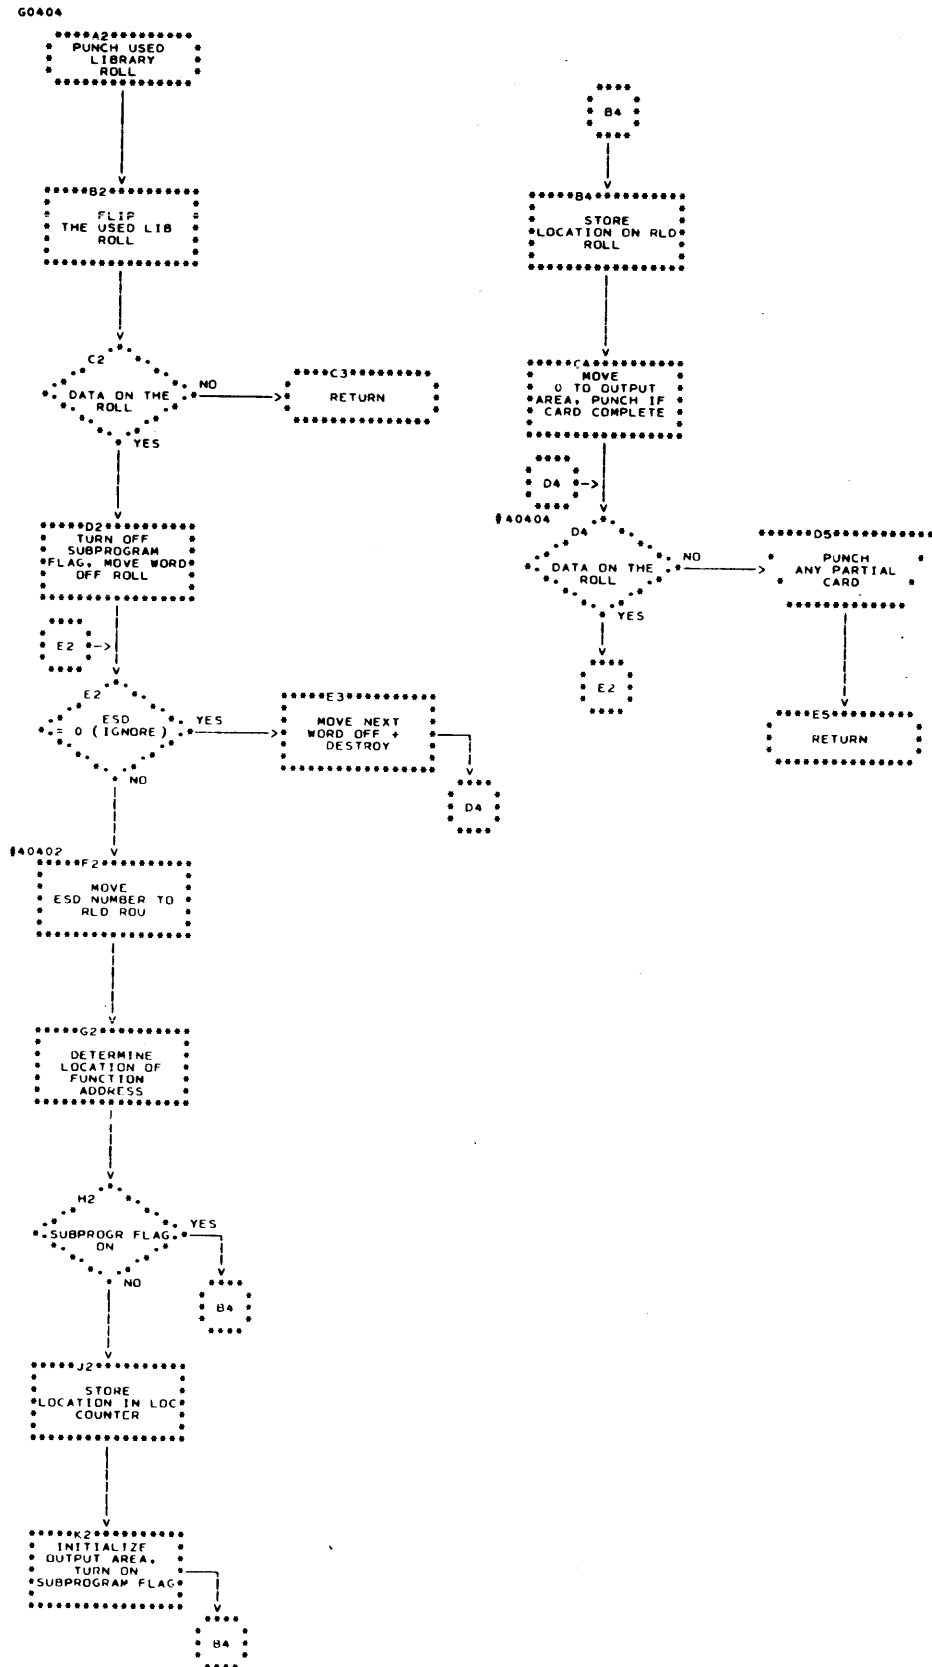 G0404
A2
PUNCH USED
LIBRARY
ROLL
B2
FLIP
THE USED LIB
ROLL
C2
DATA ON THE
ROLL
NO
YES
C3
RETURN
D2
TURN OFF
SUBPROGRAM
FLAG, MOVE WORD
OFF ROLL
E2
E2
ESD
= 0 (IGNORE)
YES
NO
E3
MOVE NEXT
WORD OFF +
DESTROY
D4
#40402
F2
MOVE
ESD NUMBER TO
RLD ROU
G2
DETERMINE
LOCATION OF
FUNCTION
ADDRESS
H2
SUBPROGR FLAG
ON
YES
NO
B4
J2
STORE
LOCATION IN LOC
COUNTER
K2
INITIALIZE
OUTPUT AREA,
TURN ON
SUBPROGRAM FLAG
B4
B4
B4
STORE
LOCATION ON RLD
ROLL
C4
MOVE
0 TO OUTPUT
AREA, PUNCH IF
CARD COMPLETE
D4
#40404
D4
DATA ON THE
ROLL
NO
YES
E2
D5
PUNCH
ANY PARTIAL
CARD
E5
RETURN